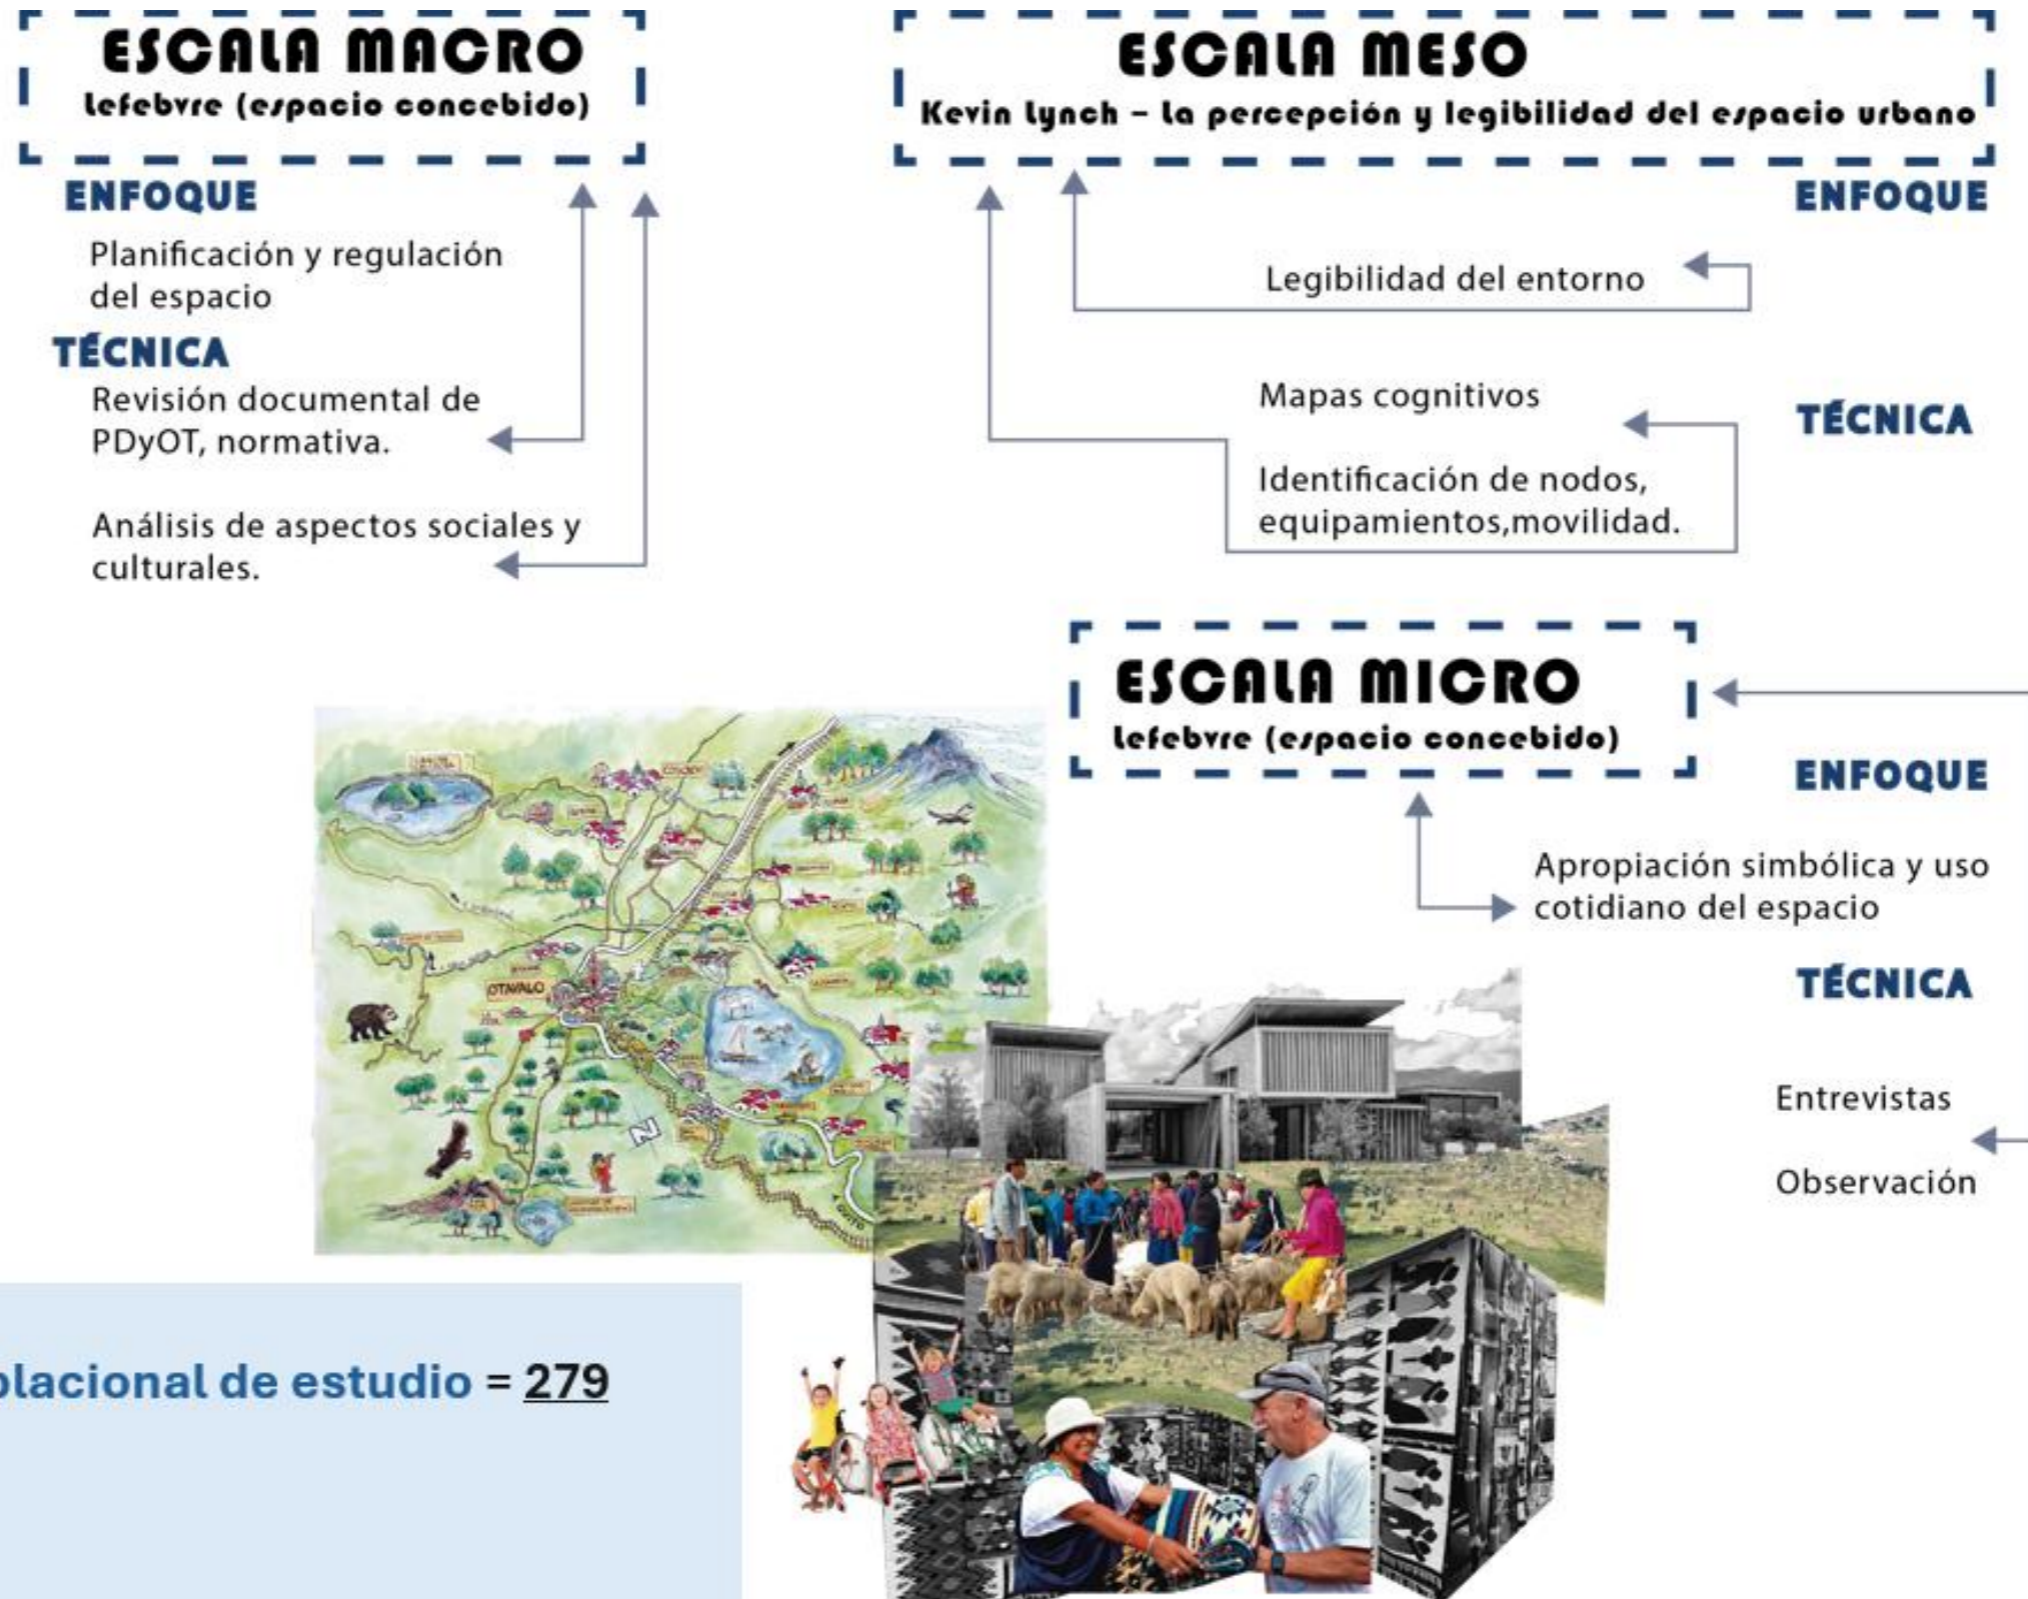 ESCALA MACRO
Lefebvre (espacio concebido)
ENFOQUE
Planificación y regulación
del espacio
TÉCNICA
Revisión documental de
PDyOT, normativa.
Análisis de aspectos sociales y
culturales.
ESCALA MESO
Kevin Lynch – La percepción y legibilidad del espacio urbano
ENFOQUE
Legibilidad del entorno
Mapas cognitivos
TÉCNICA
Identificación de nodos,
equipamientos,movilidad.
ESCALA MICRO
Lefebvre (espacio concebido)
ENFOQUE
Apropiación simbólica y uso
cotidiano del espacio
TÉCNICA
Entrevistas
Observación
OTAVALO
N
A QUITO
lacional de estudio = 279